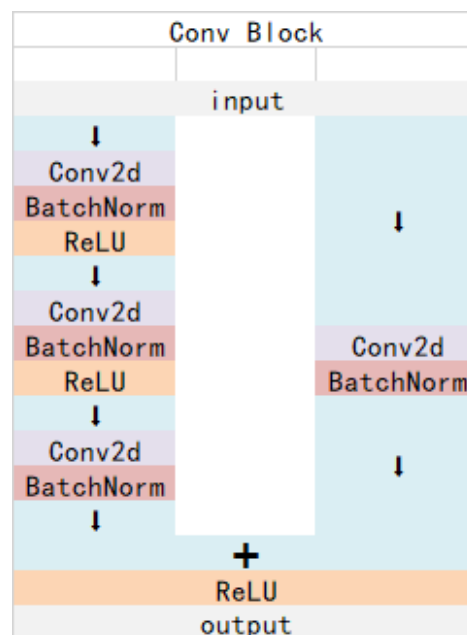 Conv Block
input
↓
Conv2d
BatchNorm
ReLU
↓
Conv2d
BatchNorm
ReLU
↓
Conv2d
BatchNorm
↓
↓
Conv2d
BatchNorm
↓
+
ReLU
output